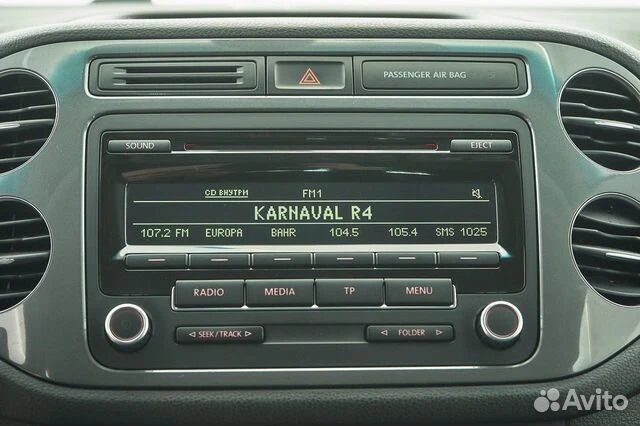 PASSENGER AIR BAG
SOUND
EJECT
CD ВНУТРИ FM1
KARNAVAL R4
107.2 FM EUROPA BAHR 104.5 105.4 SMS 1025
RADIO MEDIA TP MENU
SEEK/TRACK FOLDER
Avito